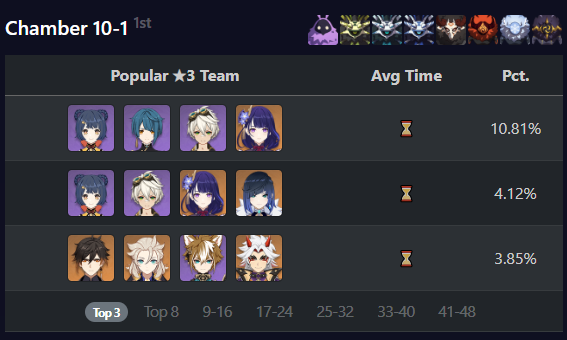 Chamber 10-1 1st
Popular ★3 Team Avg Time Pct.
10.81%
4.12%
3.85%
Top 3 Top 8 9-16 17-24 25-32 33-40 41-48